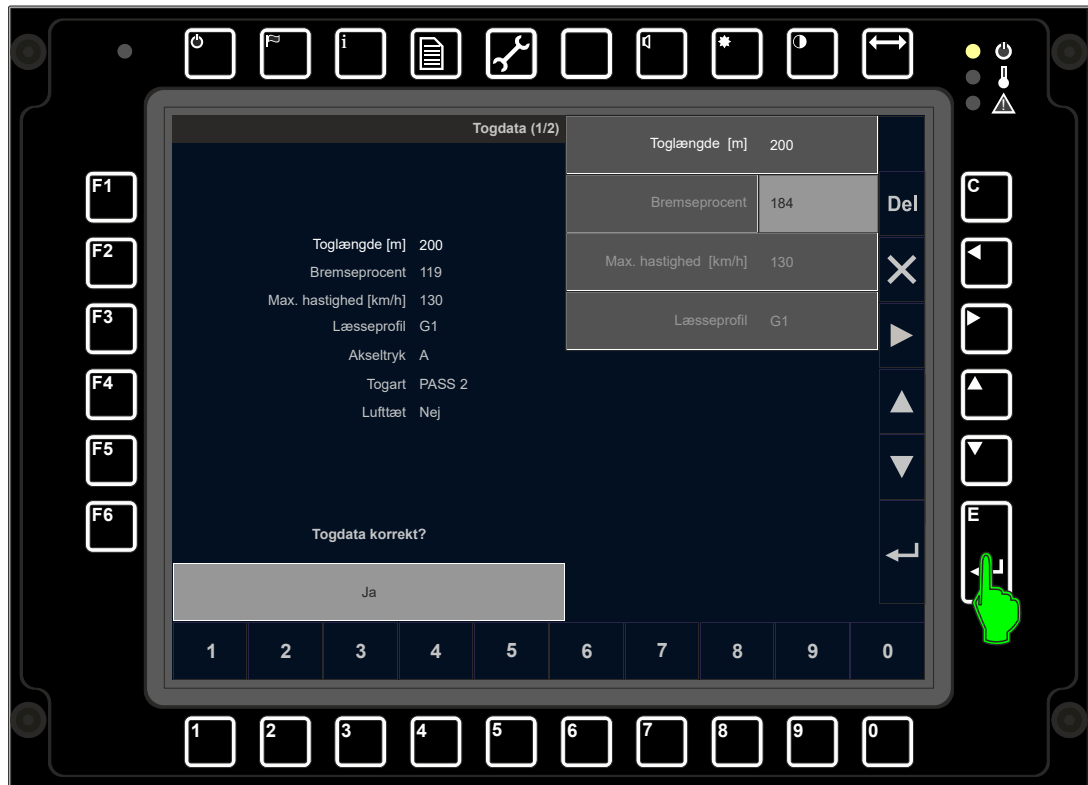 i
Togdata (1/2)
Toglængde [m] 200
Bremseprocent 184
Max. hastighed [km/h] 130
Læsseprofil G1
Toglængde [m] 200
Bremseprocent 119
Max. hastighed [km/h] 130
Læsseprofil G1
Akseltryk A
Togart PASS 2
Lufttæt Nej
Togdata korrekt?
Ja
Del
1 2 3 4 5 6 7 8 9 0
F1
F2
F3
F4
F5
F6
C
E
1 2 3 4 5 6 7 8 9 0